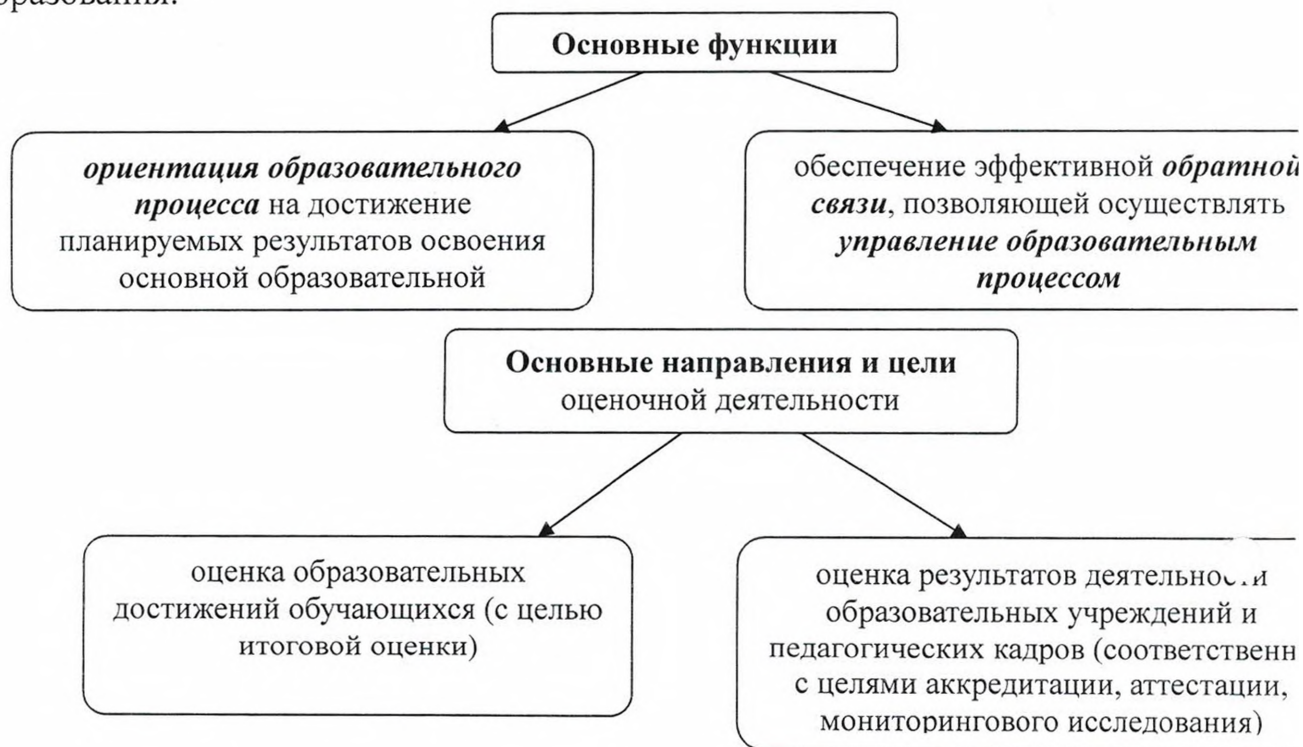 образования.
Основные функции
ориентация образовательного
процесса на достижение
планируемых результатов освоения
основной образовательной
обеспечение эффективной обратной
связи, позволяющей осуществлять
управление образовательным
процессом
Основные направления и цели
оценочной деятельности
оценка образовательных
достижений обучающихся (с целью
итоговой оценки)
оценка результатов деятельности
образовательных учреждений и
педагогических кадров (соответственн
с целями аккредитации, аттестации,
мониторингового исследования)